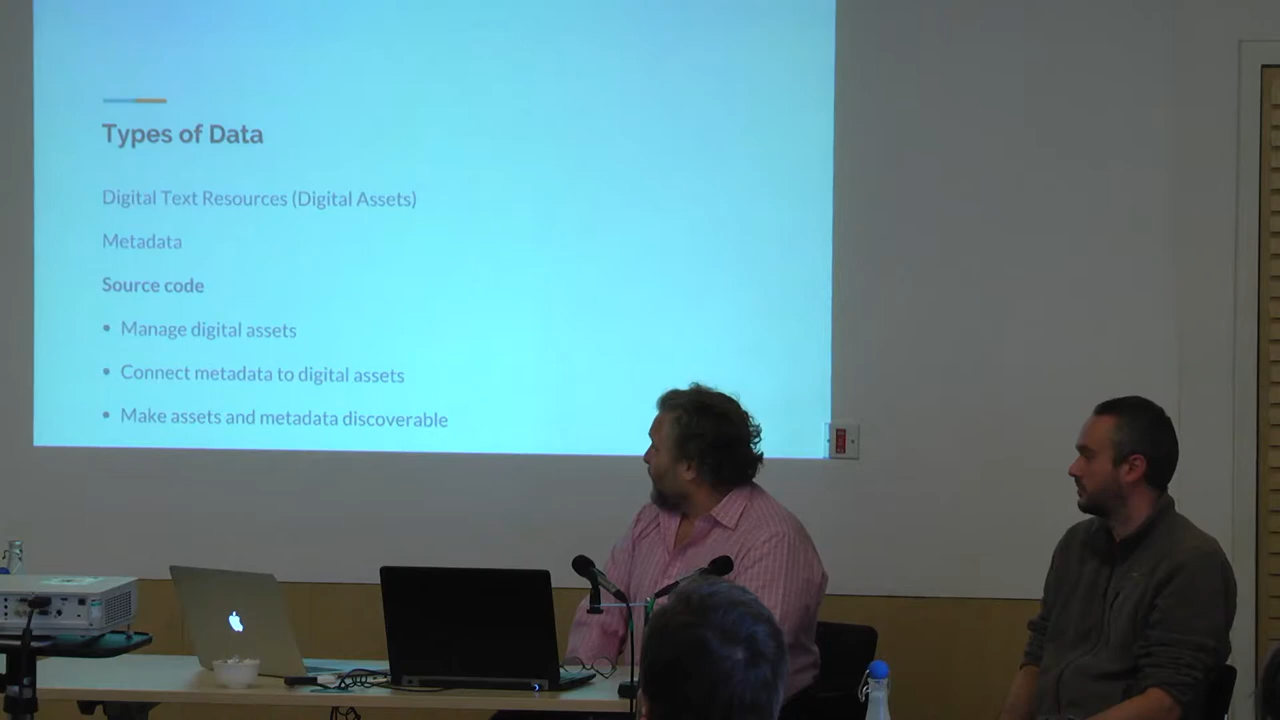 Types of Data
Digital Text Resources (Digital Assets)
Metadata
Source code
• Manage digital assets
• Connect metadata to digital assets
• Make assets and metadata discoverable